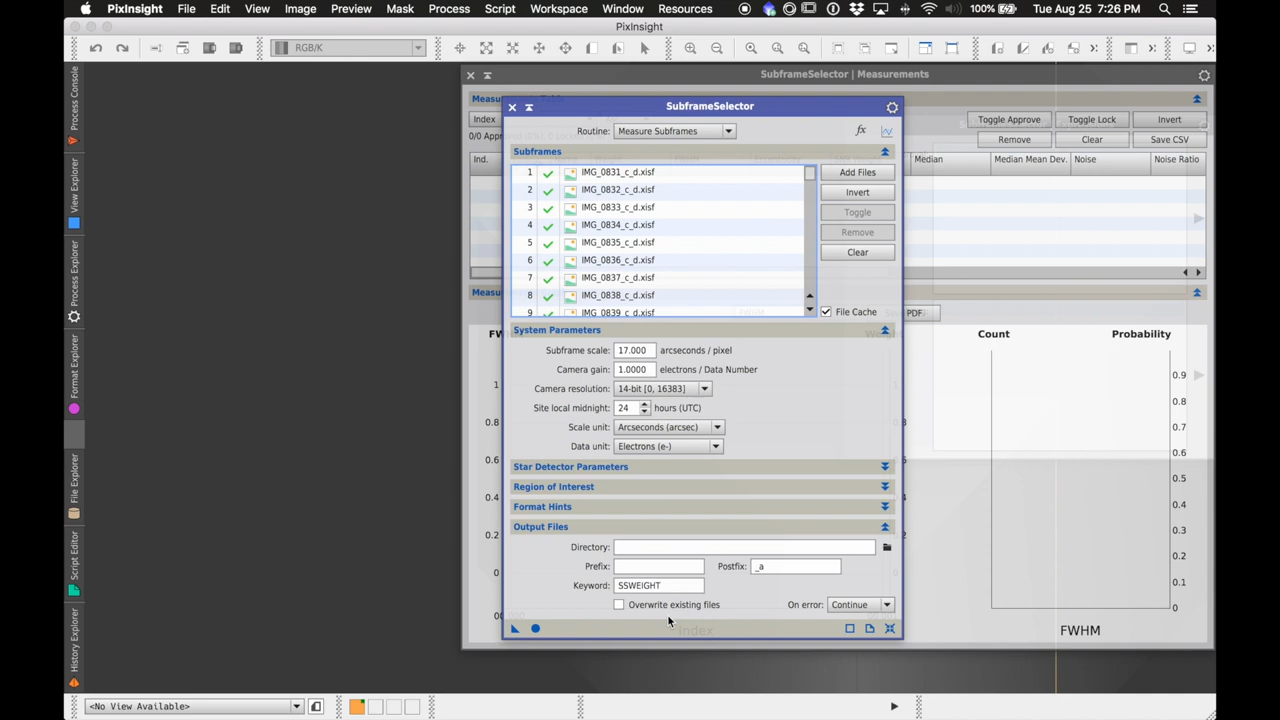 PixInsight File Edit View Image Preview Mask Process Script Workspace Window Resources 100% Tue Aug 25 7:26 PM
PixInsight
RGB/K
Process Console
View Explorer
Process Explorer
Format Explorer
File Explorer
Script Editor
History Explorer
SubframeSelector | Measurements
Index
Toggle Approve Toggle Lock Invert
Remove Clear Save CSV
Ind. Median Median Mean Dev. Noise Noise Ratio
PDF
Count Probability
0.9
0.6
0.5
0.4
0.3
0.2
0.1
0
FWHM
1
0.8
0.6
0.4
0.2
0
Index
SubframeSelector
Routine: Measure Subframes
Subframes
1 IMG_0831_c_d.xisf
2 IMG_0832_c_d.xisf
3 IMG_0833_c_d.xisf
4 IMG_0834_c_d.xisf
5 IMG_0835_c_d.xisf
6 IMG_0836_c_d.xisf
7 IMG_0837_c_d.xisf
8 IMG_0838_c_d.xisf
9 IMG_0839_c_d.xisf
Add Files
Invert
Toggle
Remove
Clear
File Cache
System Parameters
Subframe scale: 17.000 arcseconds / pixel
Camera gain: 1.0000 electrons / Data Number
Camera resolution: 14-bit [0, 16383]
Site local midnight: 24 hours (UTC)
Scale unit: Arcseconds (arcsec)
Data unit: Electrons (e-)
Star Detector Parameters
Region of Interest
Format Hints
Output Files
Directory:
Prefix: Postfix: _a
Keyword: SSWEIGHT
Overwrite existing files On error: Continue
<No View Available>